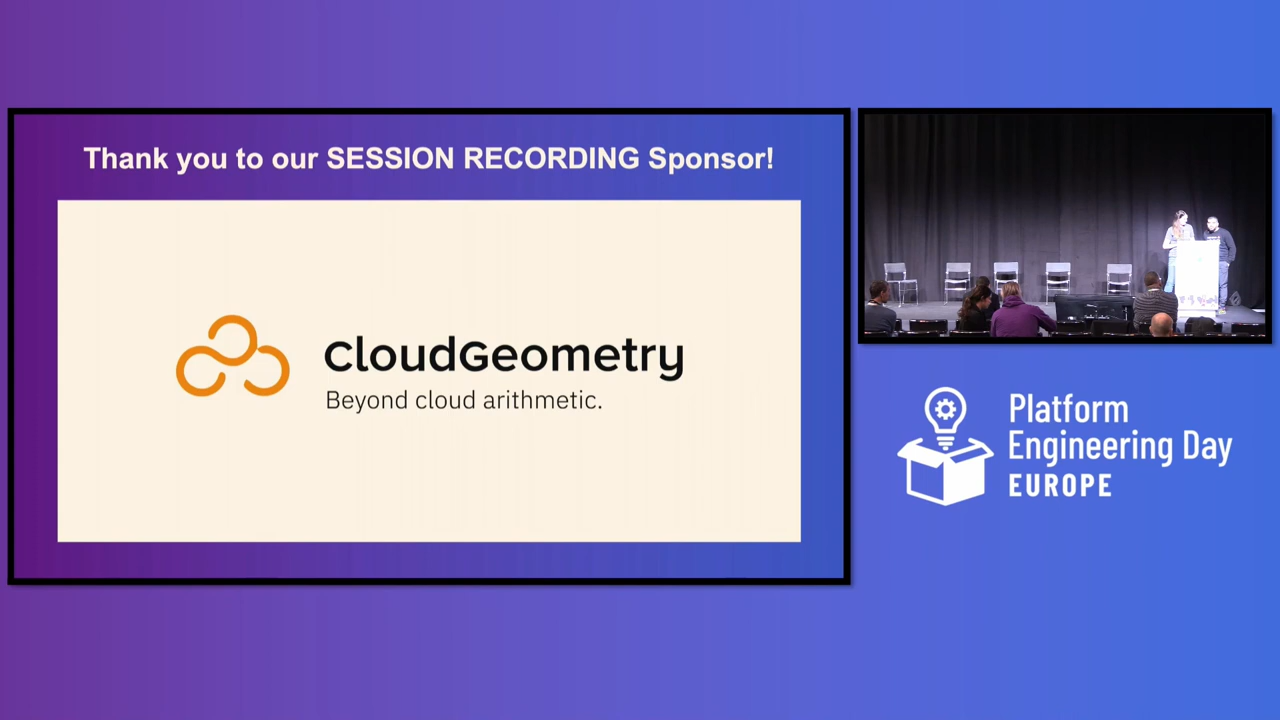 Thank you to our SESSION RECORDING Sponsor!
CloudGeometry
Beyond cloud arithmetic.
Platform
Engineering Day
EUROPE